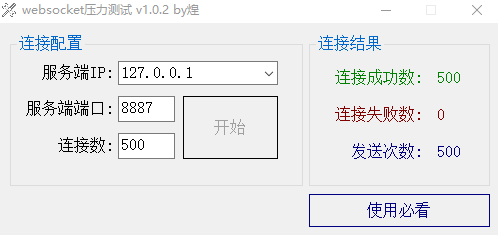 websocket压力测试 v1.0.2 by煌
连接配置
服务端IP: 127.0.0.1
服务端端口: 8887
连接数: 500
开始
连接结果
连接成功数: 500
连接失败数: 0
发送次数: 500
使用必看